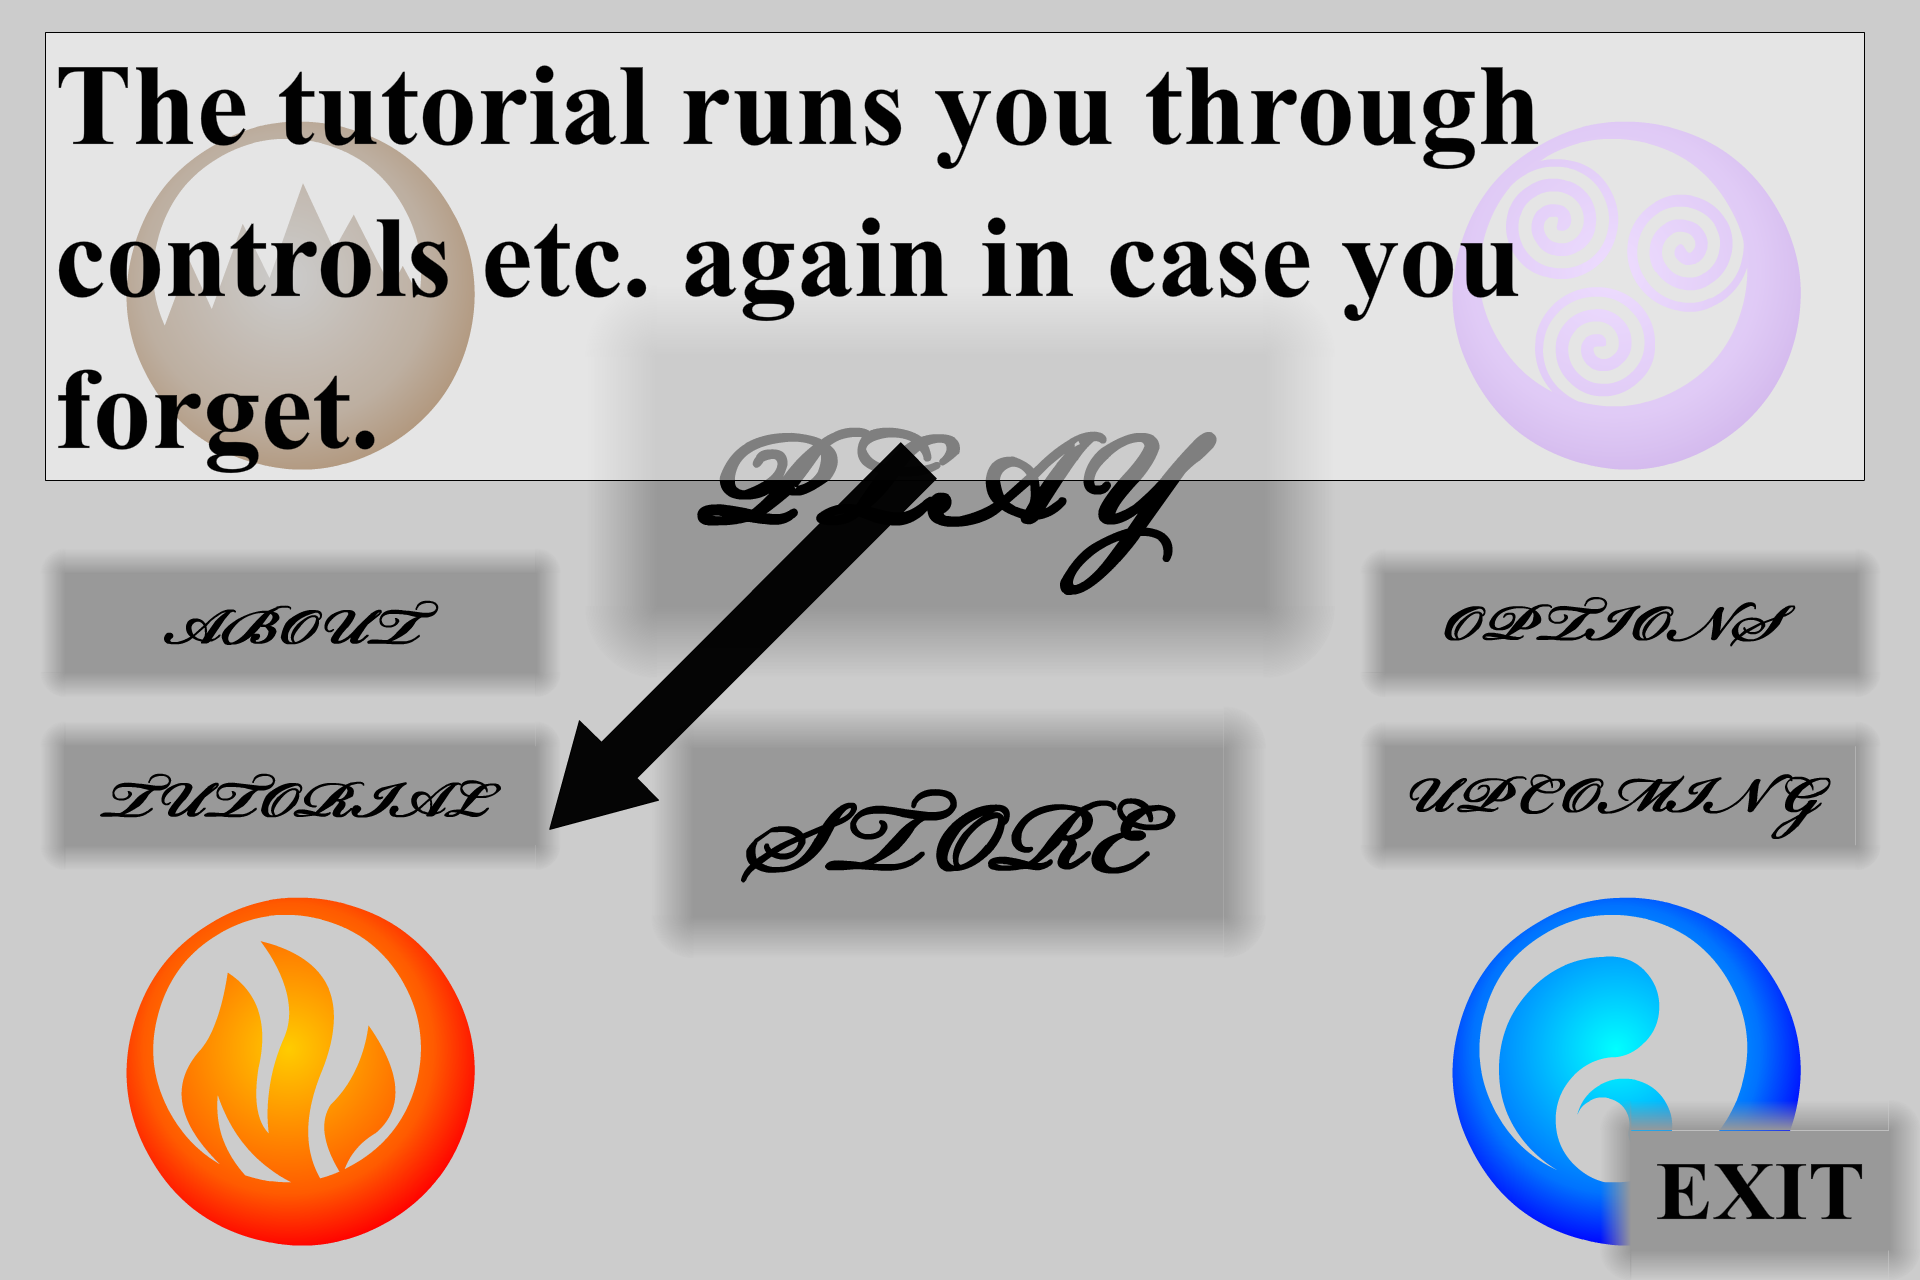 The tutorial runs you through
controls etc. again in case you
forget.
PLAY
ABOUT
OPTIONS
TUTORIAL
STORE
UPCOMING
EXIT